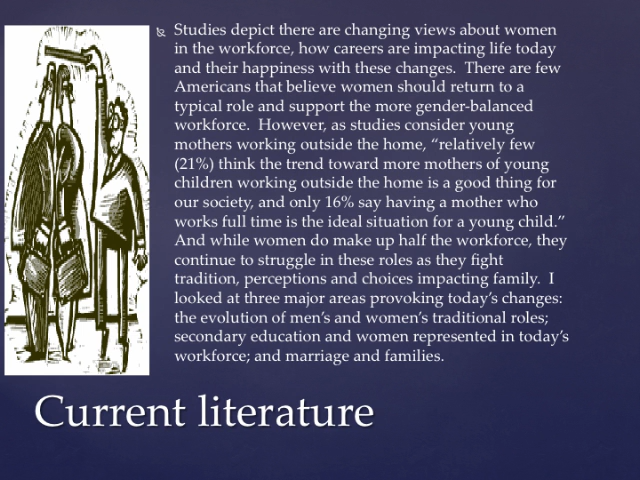 Studies depict there are changing views about women
in the workforce, how careers are impacting life today
and their happiness with these changes.  There are few
Americans that believe women should return to a
typical role and support the more gender-balanced
workforce.  However, as studies consider young
mothers working outside the home, “relatively few
(21%) think the trend toward more mothers of young
children working outside the home is a good thing for
our society, and only 16% say having a mother who
works full time is the ideal situation for a young child.”
And while women do make up half the workforce, they
continue to struggle in these roles as they fight
tradition, perceptions and choices impacting family.  I
looked at three major areas provoking today’s changes:
the evolution of men’s and women’s traditional roles;
secondary education and women represented in today’s
workforce; and marriage and families.
Current literature